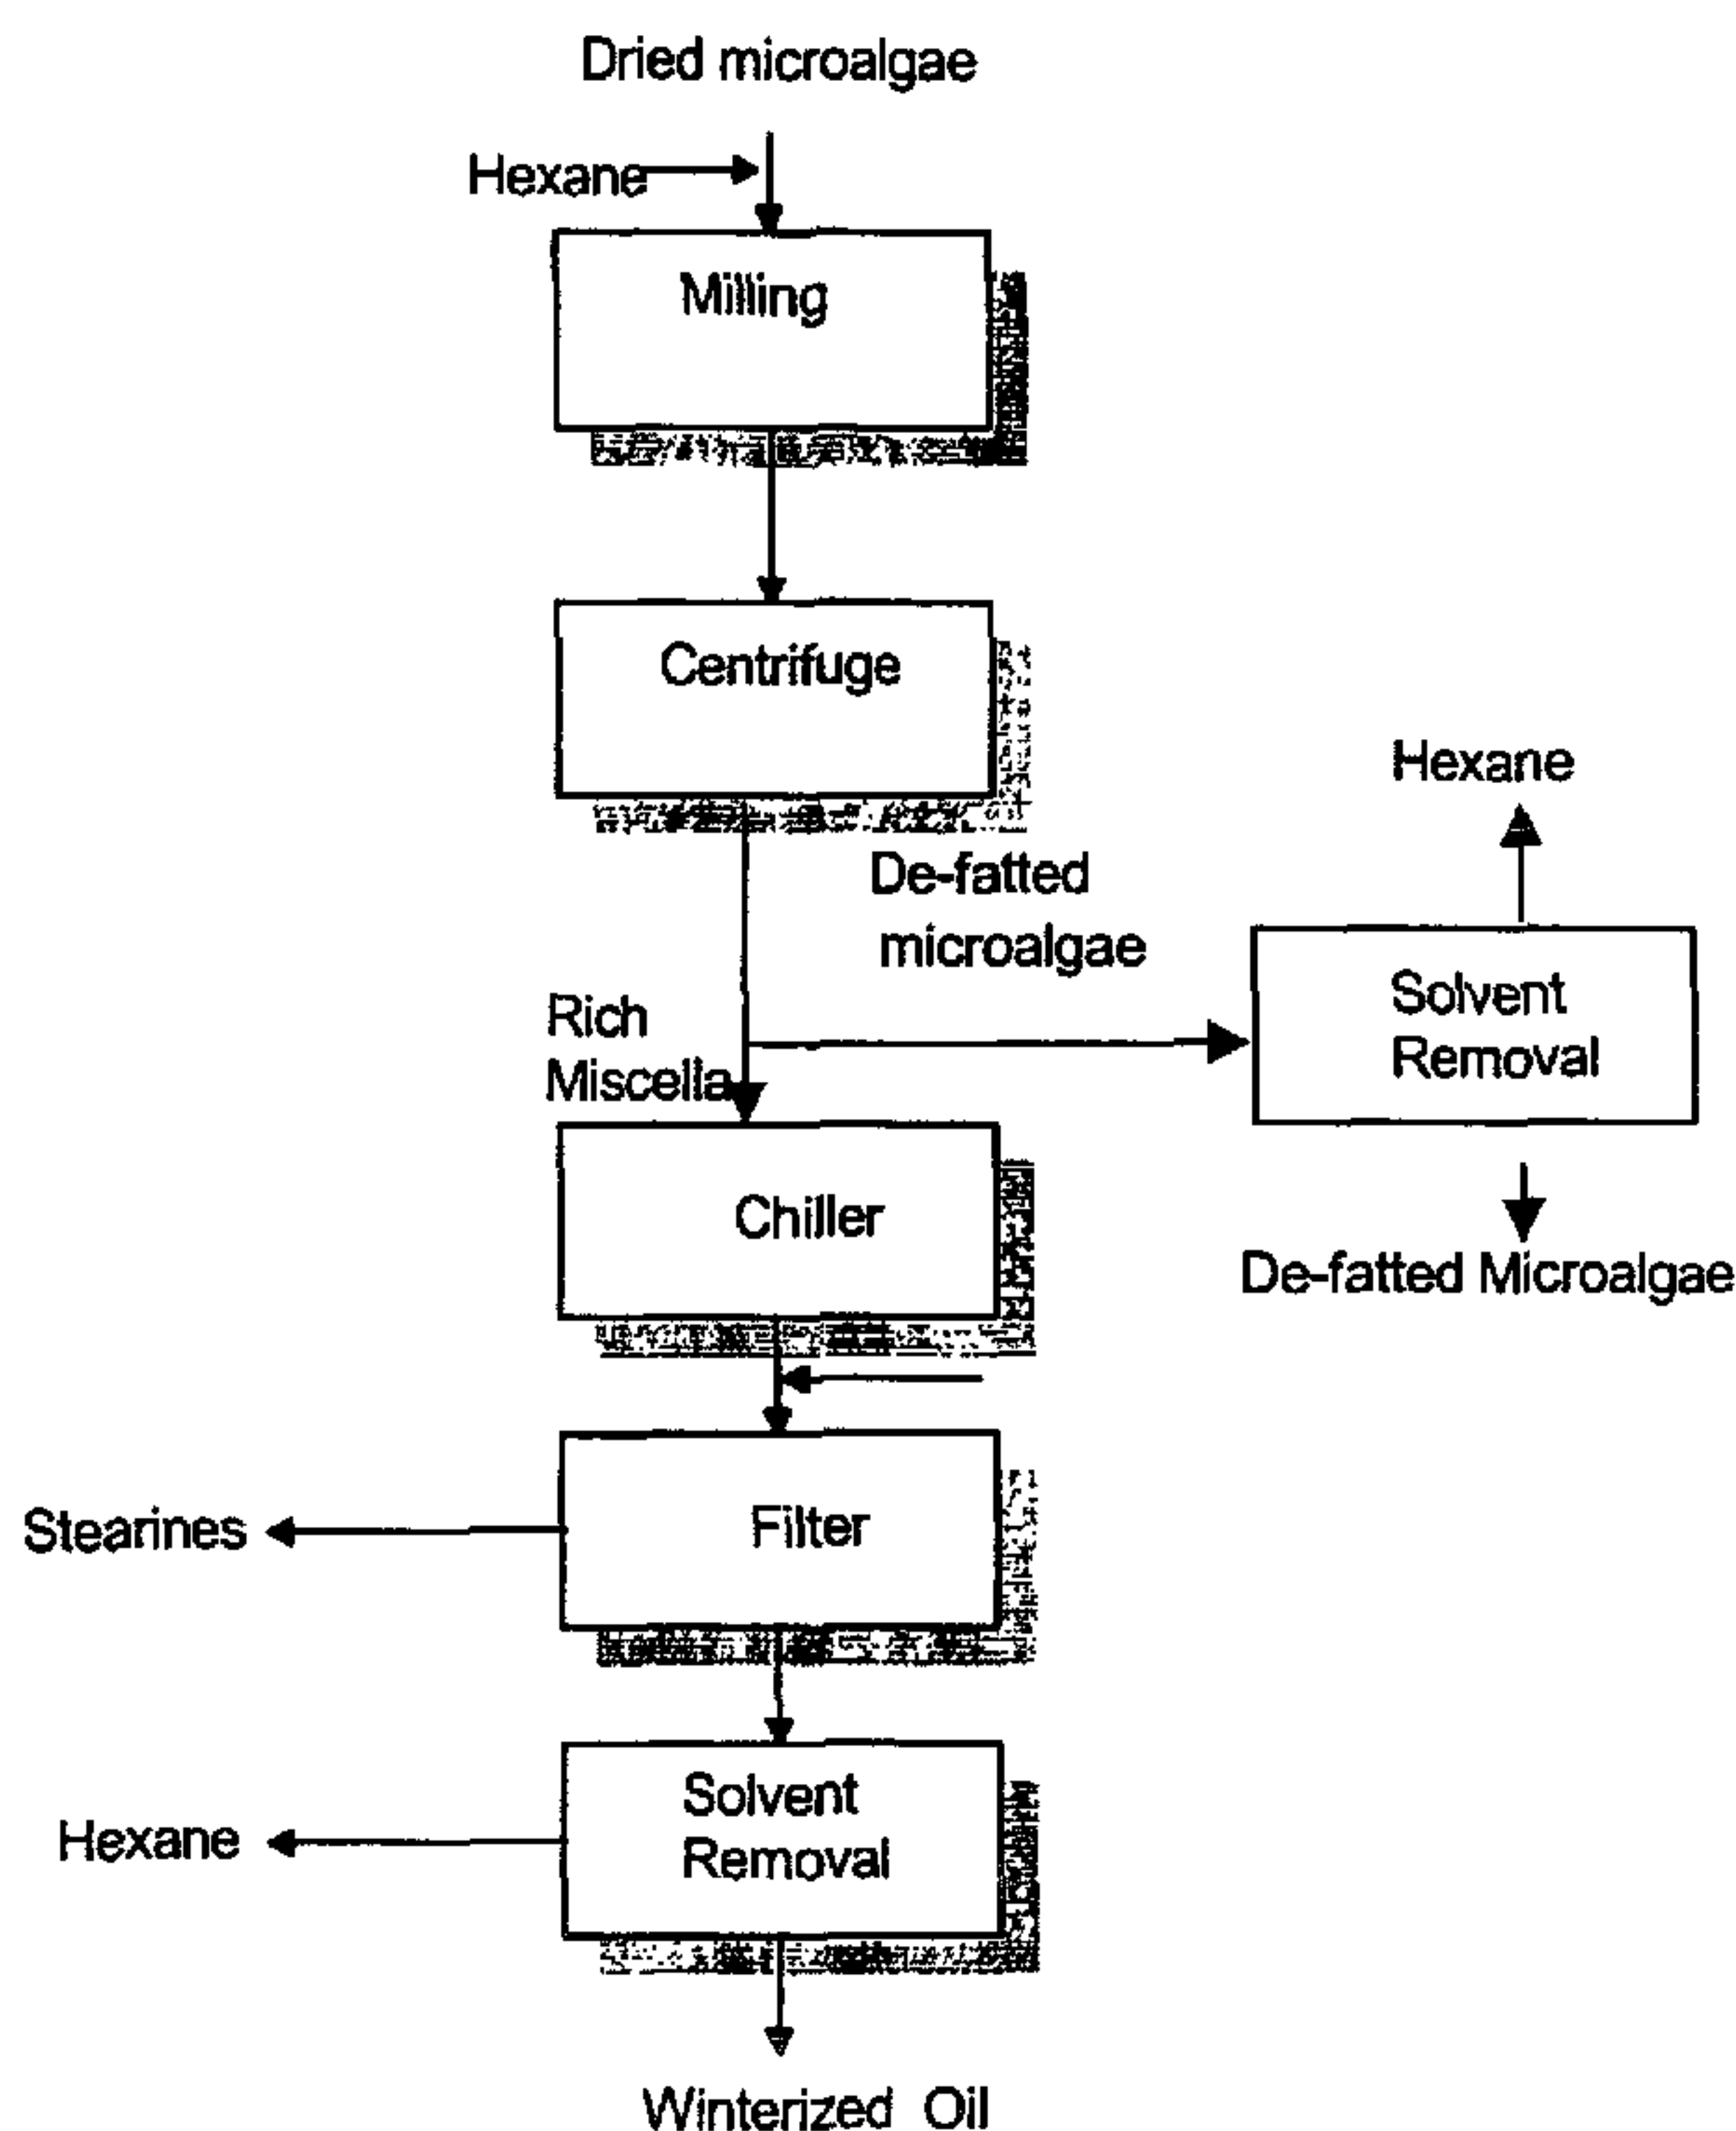 Dried microalgae
Hexane
Milling
Centrifuge
Hexane
De-fatted
microalgae
Solvent
Removal
Rich
Miscella
Chiller
De-fatted Microalgae
Filter
Stearines
Solvent
Removal
Hexane
Winterized Oil